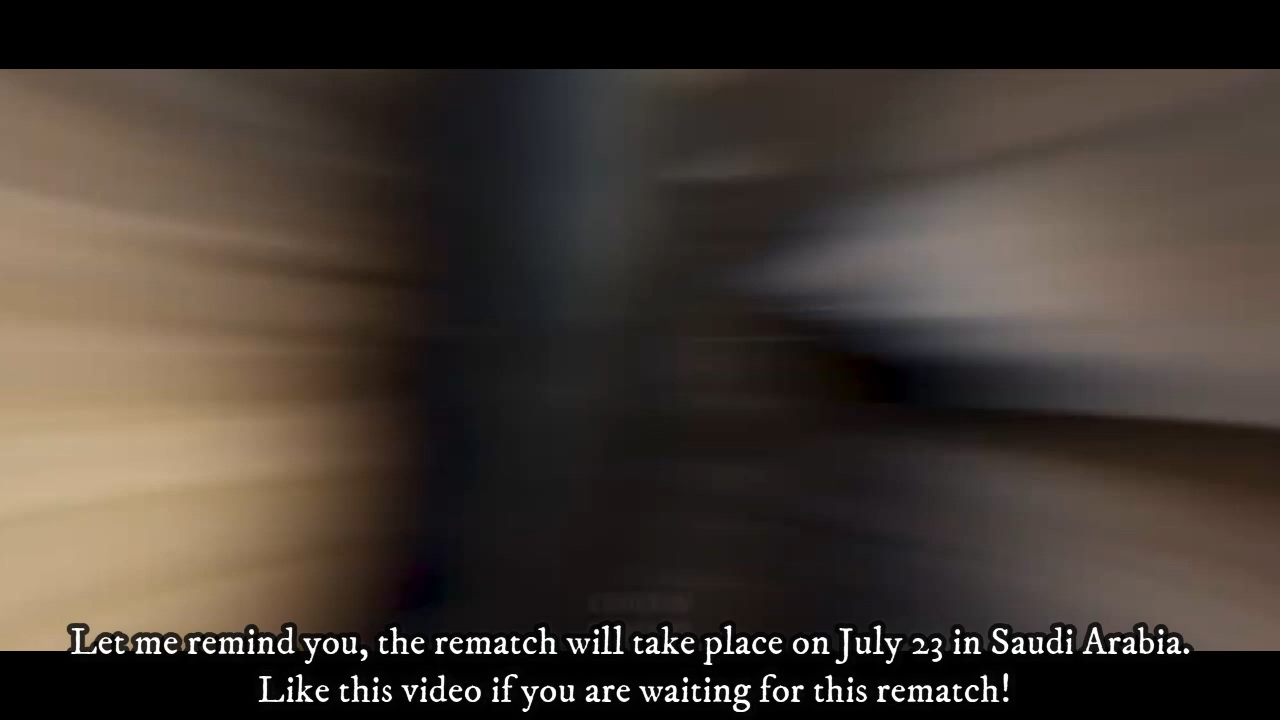 Let me remind you, the rematch will take place on July 23 in Saudi Arabia.
Like this video if you are waiting for this rematch!